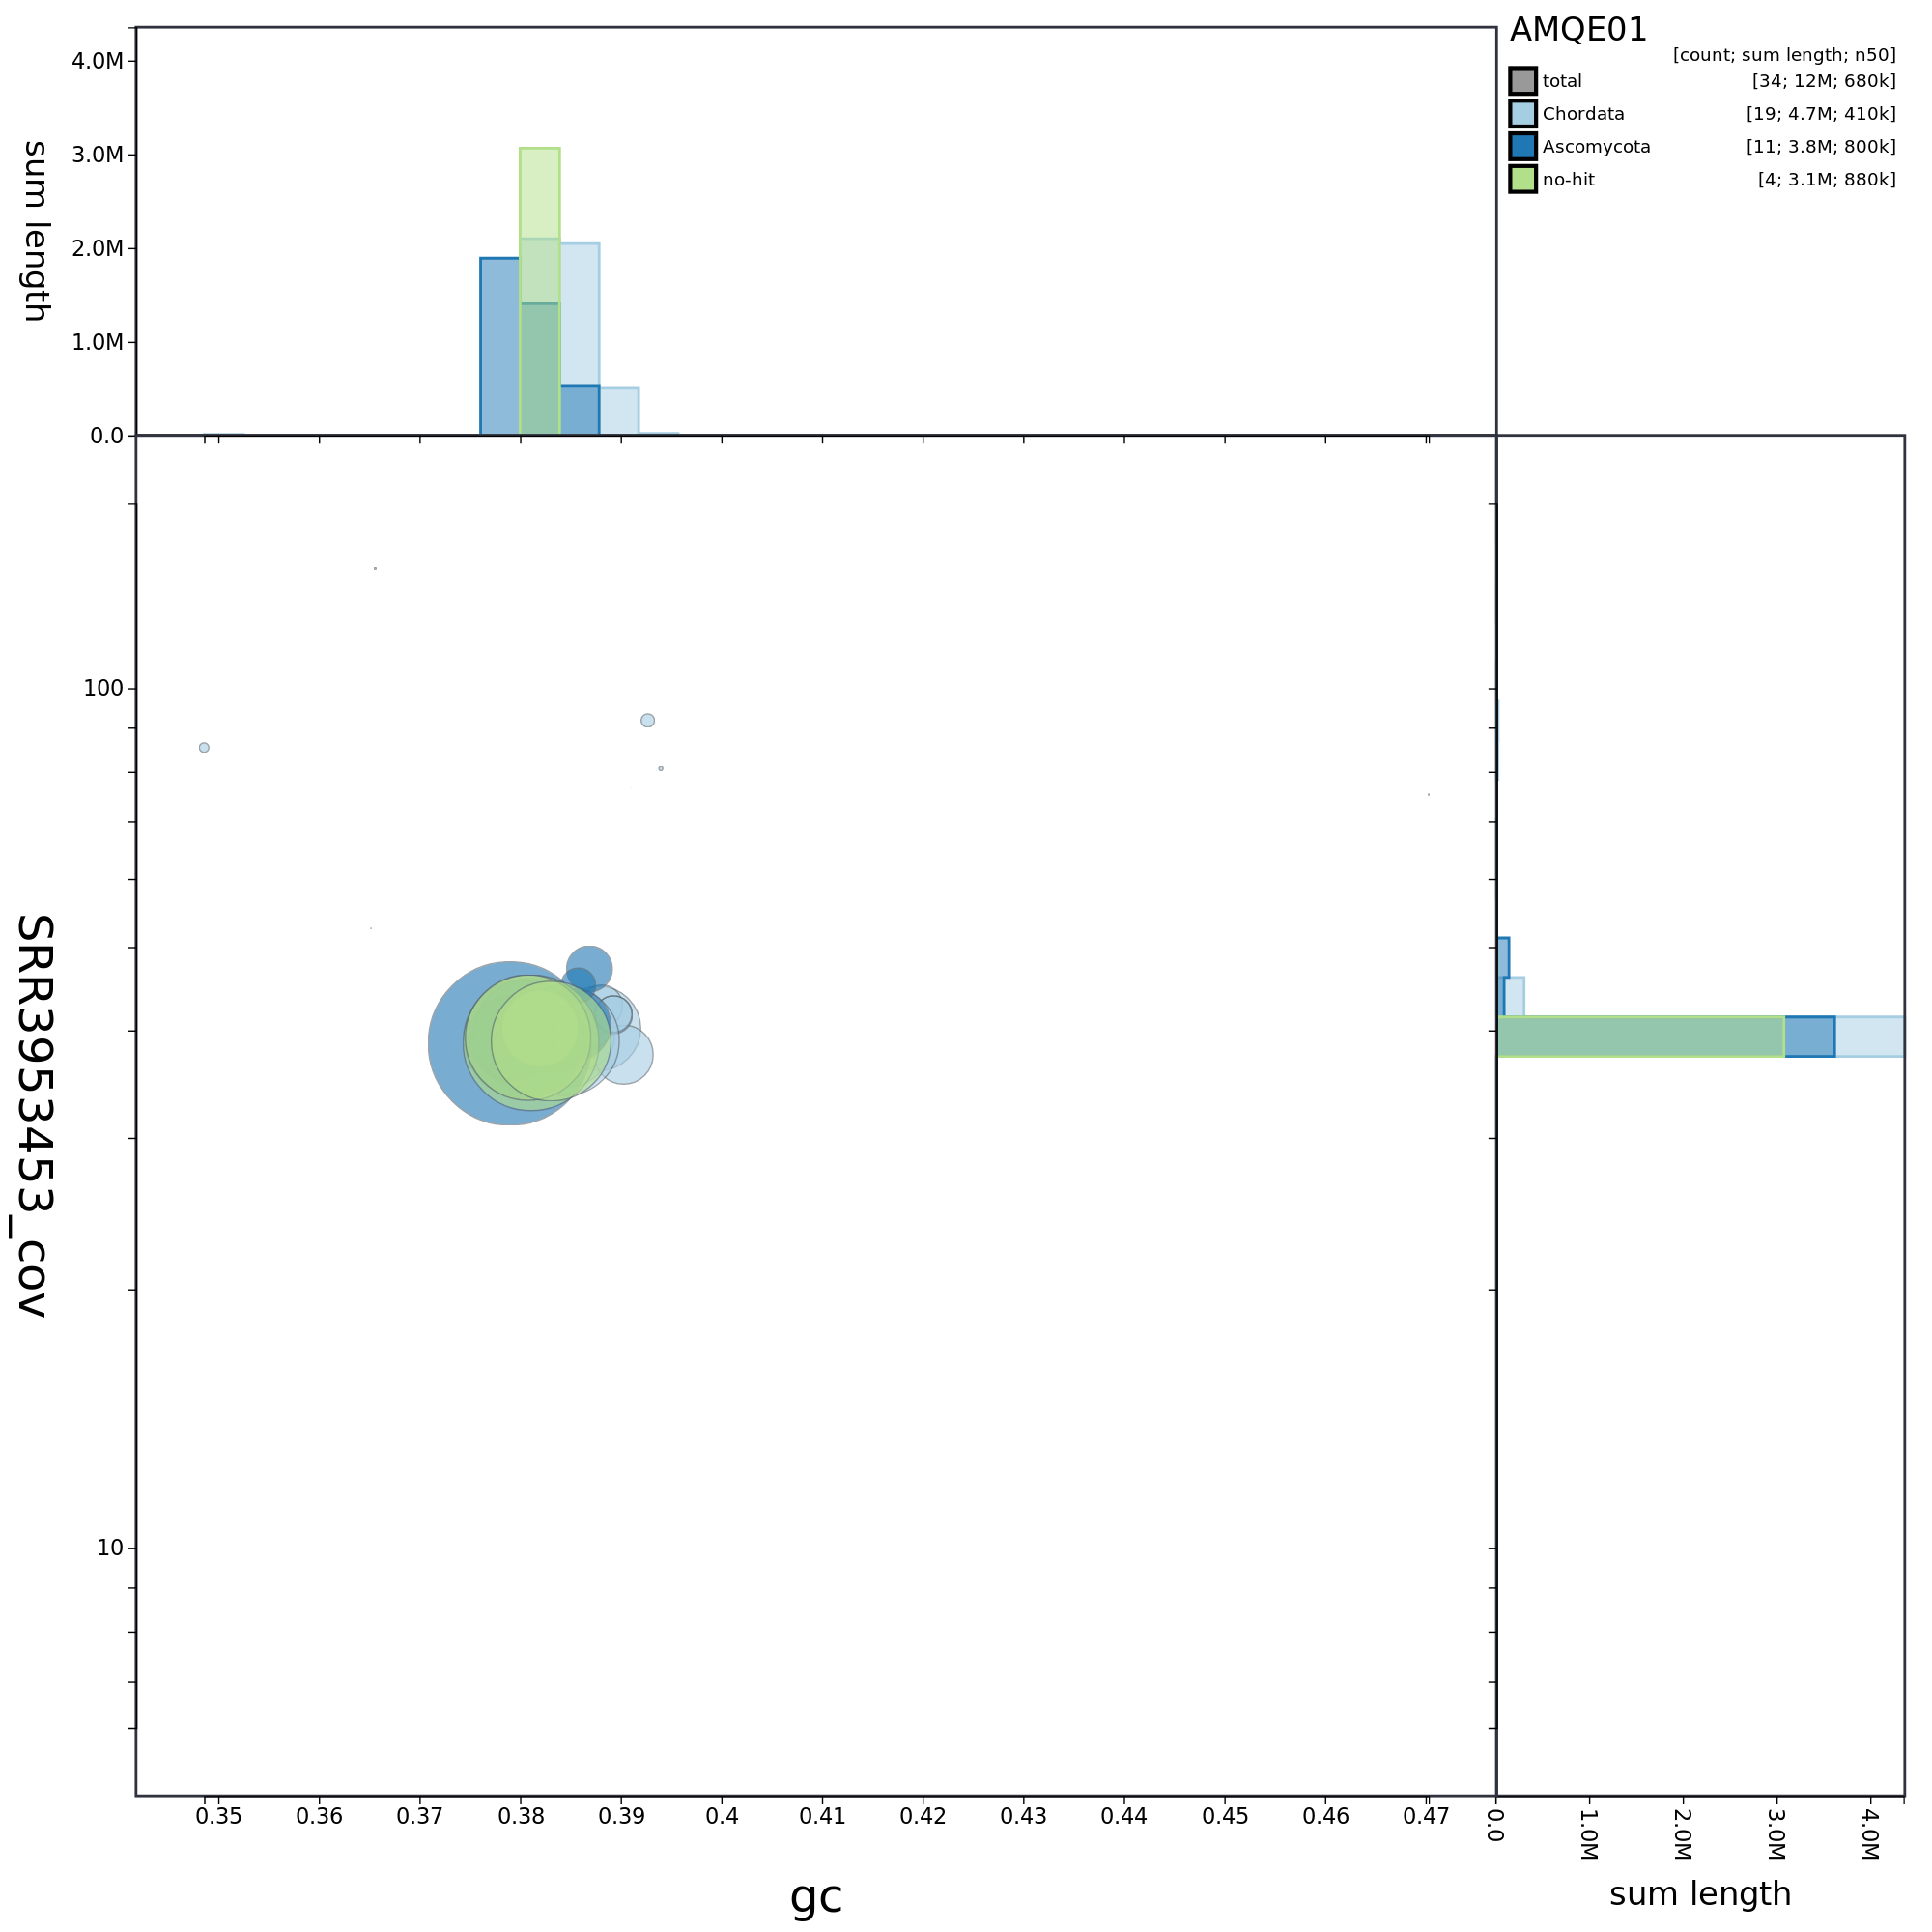 AMQE01
[count; sum length; n50]
total [34; 12M; 680k]
Chordata [19; 4.7M; 410k]
Ascomycota [11; 3.8M; 800k]
no-hit [4; 3.1M; 880k]
sum length
4.0M
3.0M
2.0M
1.0M
0.0
SRR3953453_cov
100
10
0.35 0.36 0.37 0.38 0.39 0.4 0.41 0.42 0.43 0.44 0.45 0.46 0.47
gc
0.0 1.0M 2.0M 3.0M 4.0M
sum length